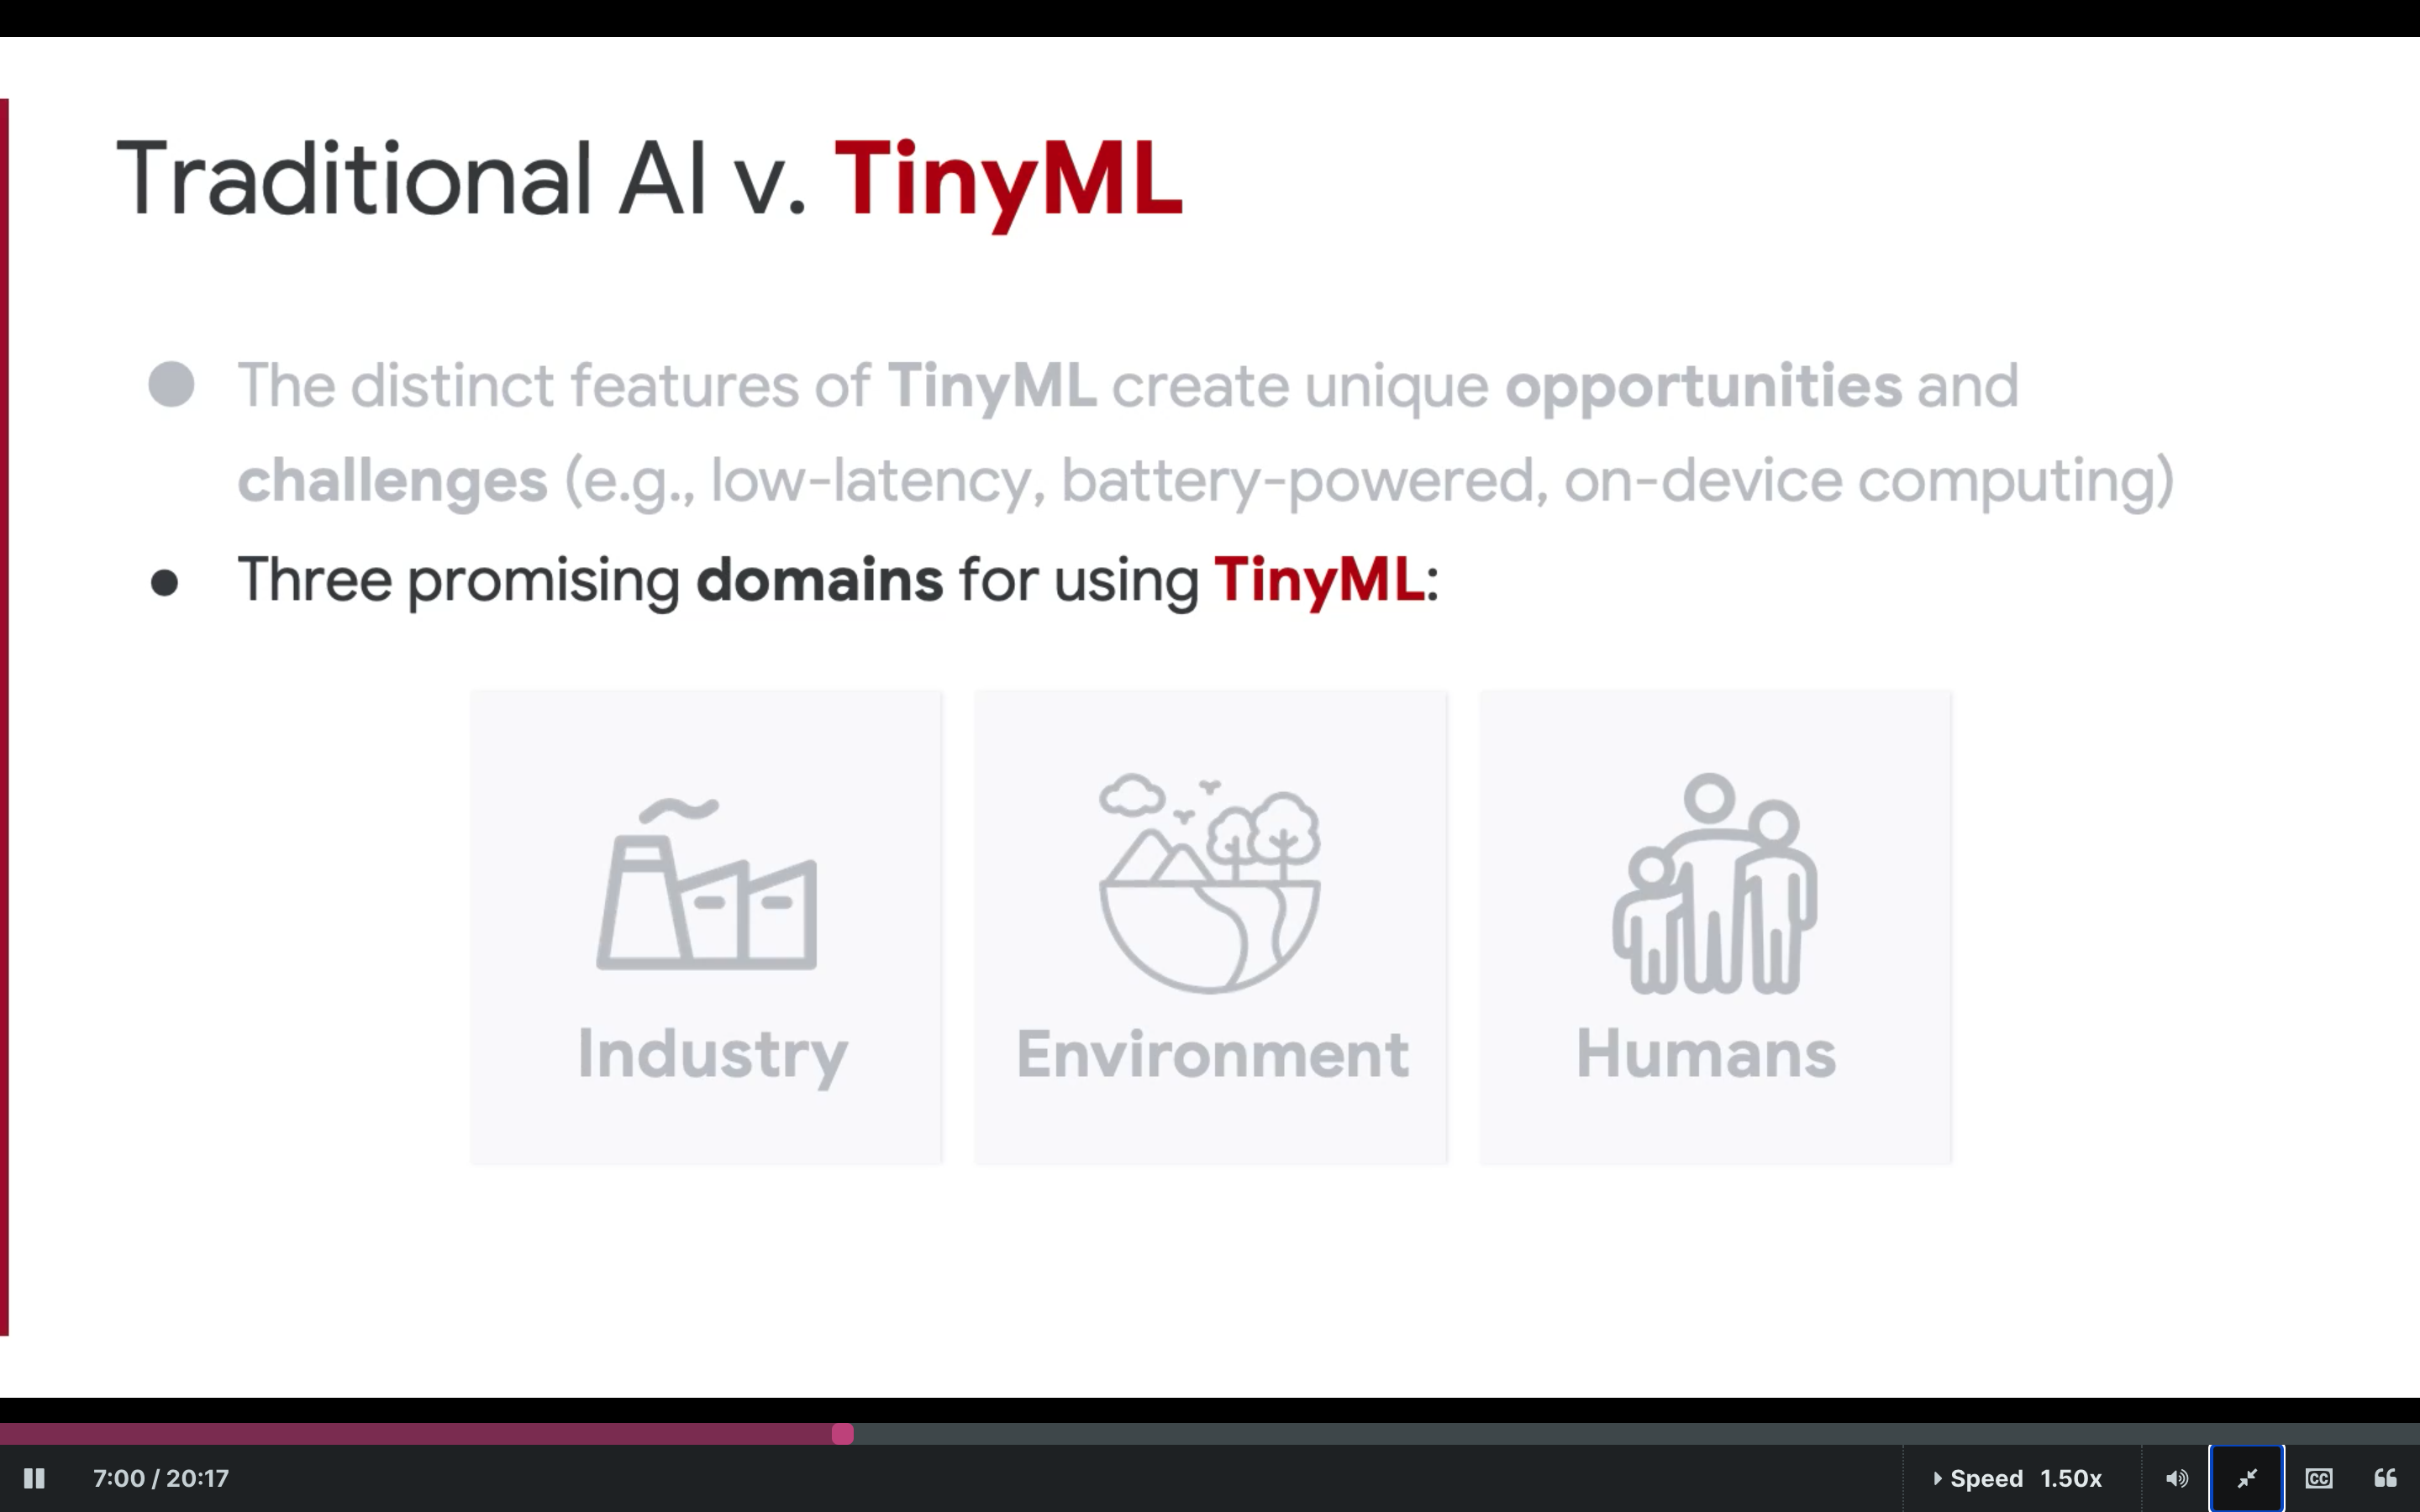 Traditional AI v. TinyML
● The distinct features of TinyML create unique opportunities and
challenges (e.g., low-latency, battery-powered, on-device computing)
● Three promising domains for using TinyML:
Industry
Environment
Humans
7:00 / 20:17
Speed 1.50x
CC